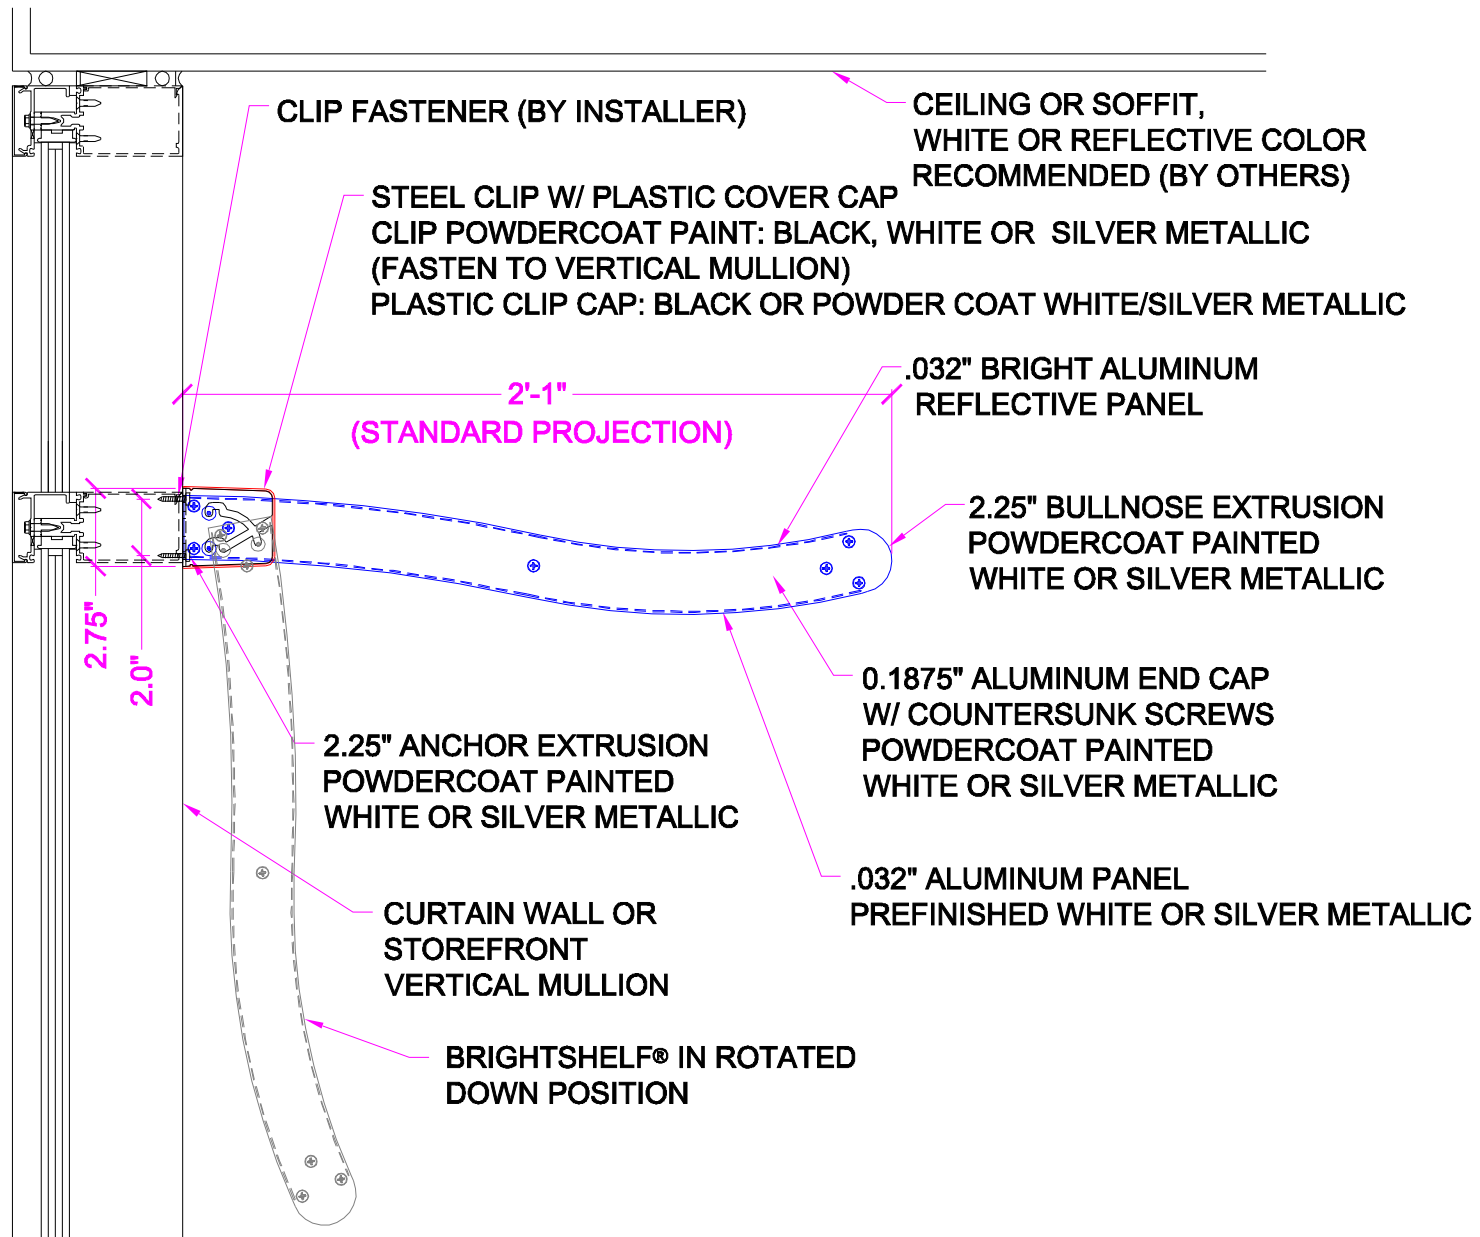 CLIP FASTENER (BY INSTALLER)
CEILING OR SOFFIT,
WHITE OR REFLECTIVE COLOR
RECOMMENDED (BY OTHERS)
STEEL CLIP W/ PLASTIC COVER CAP
CLIP POWDERCOAT PAINT: BLACK, WHITE OR SILVER METALLIC
(FASTEN TO VERTICAL MULLION)
PLASTIC CLIP CAP: BLACK OR POWDER COAT WHITE/SILVER METALLIC
2'-1"
(STANDARD PROJECTION)
.032" BRIGHT ALUMINUM
REFLECTIVE PANEL
2.25" BULLNOSE EXTRUSION
POWDERCOAT PAINTED
WHITE OR SILVER METALLIC
2.75"
2.0"
0.1875" ALUMINUM END CAP
W/ COUNTERSUNK SCREWS
POWDERCOAT PAINTED
WHITE OR SILVER METALLIC
2.25" ANCHOR EXTRUSION
POWDERCOAT PAINTED
WHITE OR SILVER METALLIC
.032" ALUMINUM PANEL
PREFINISHED WHITE OR SILVER METALLIC
CURTAIN WALL OR
STOREFRONT
VERTICAL MULLION
BRIGHTSHELF® IN ROTATED
DOWN POSITION